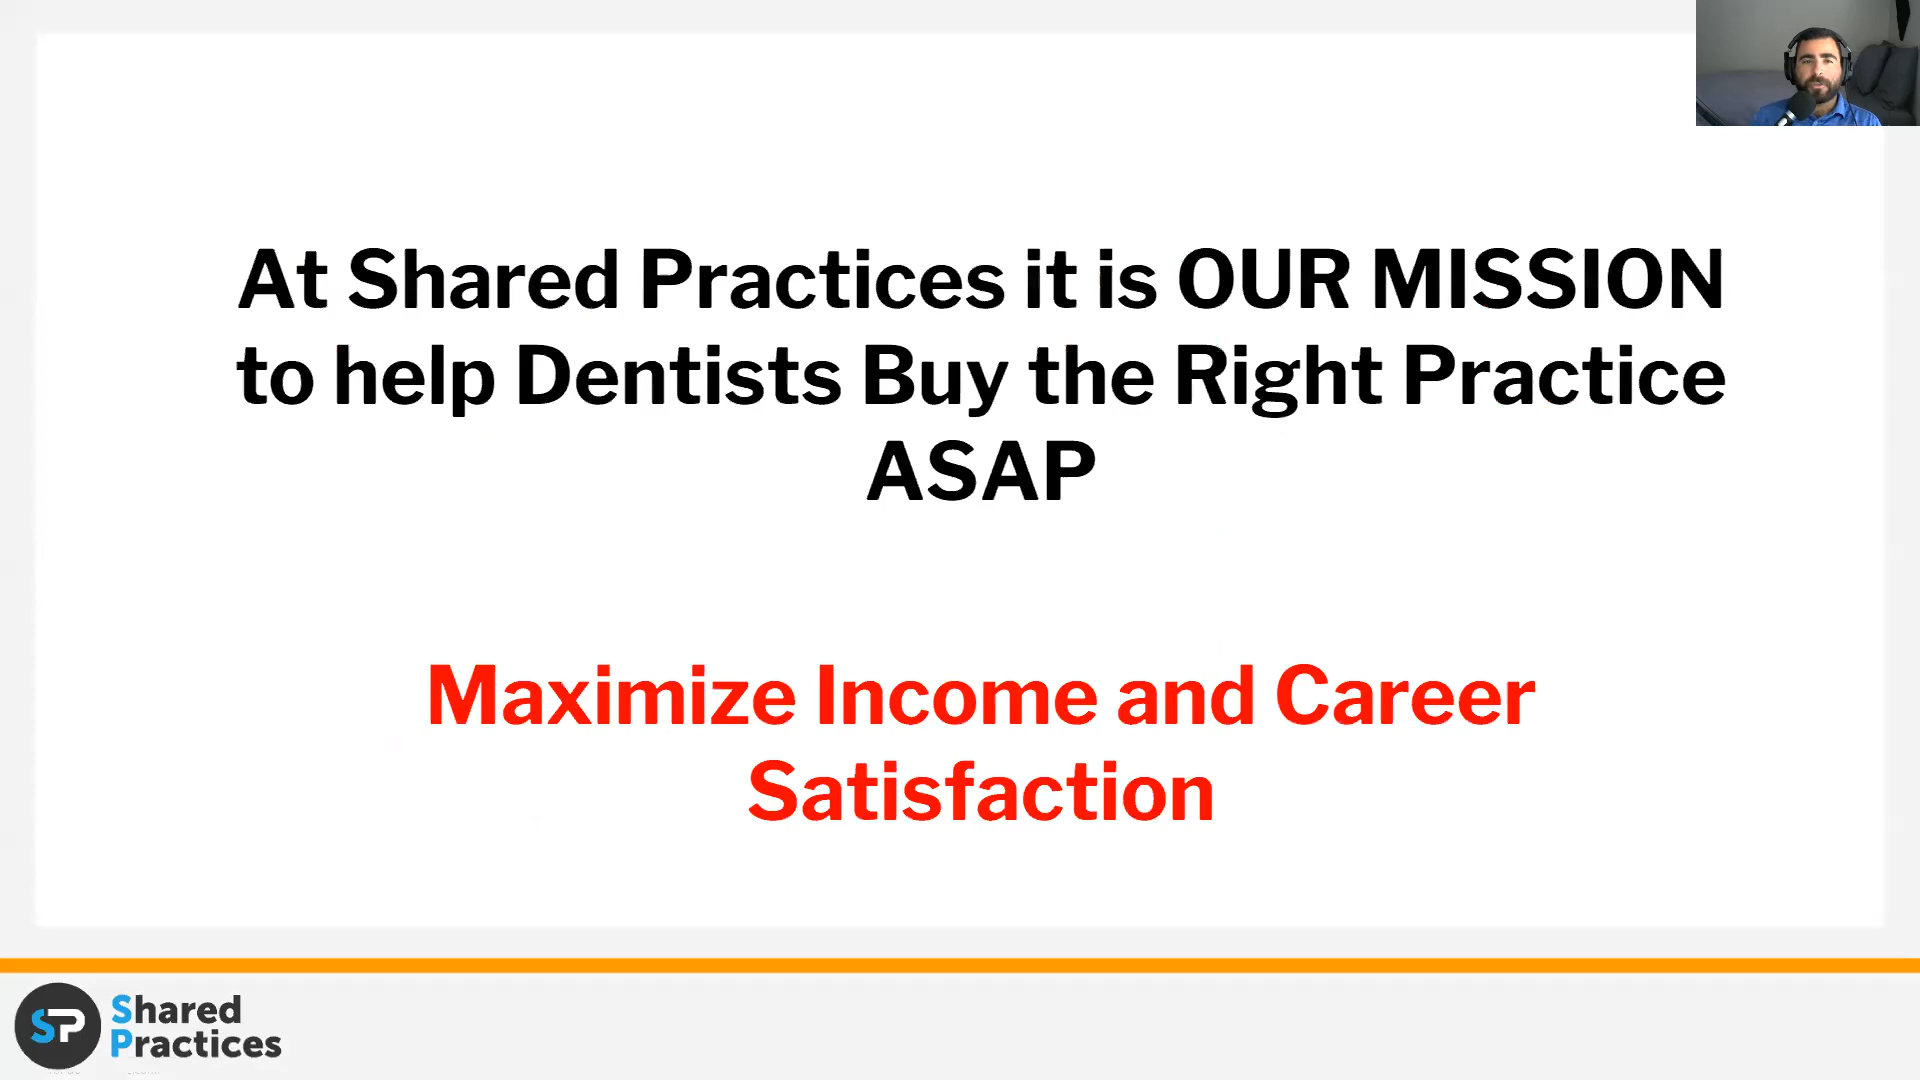 At Shared Practices it is OUR MISSION
to help Dentists Buy the Right Practice
ASAP
Maximize Income and Career
Satisfaction
SP
Shared
Practices